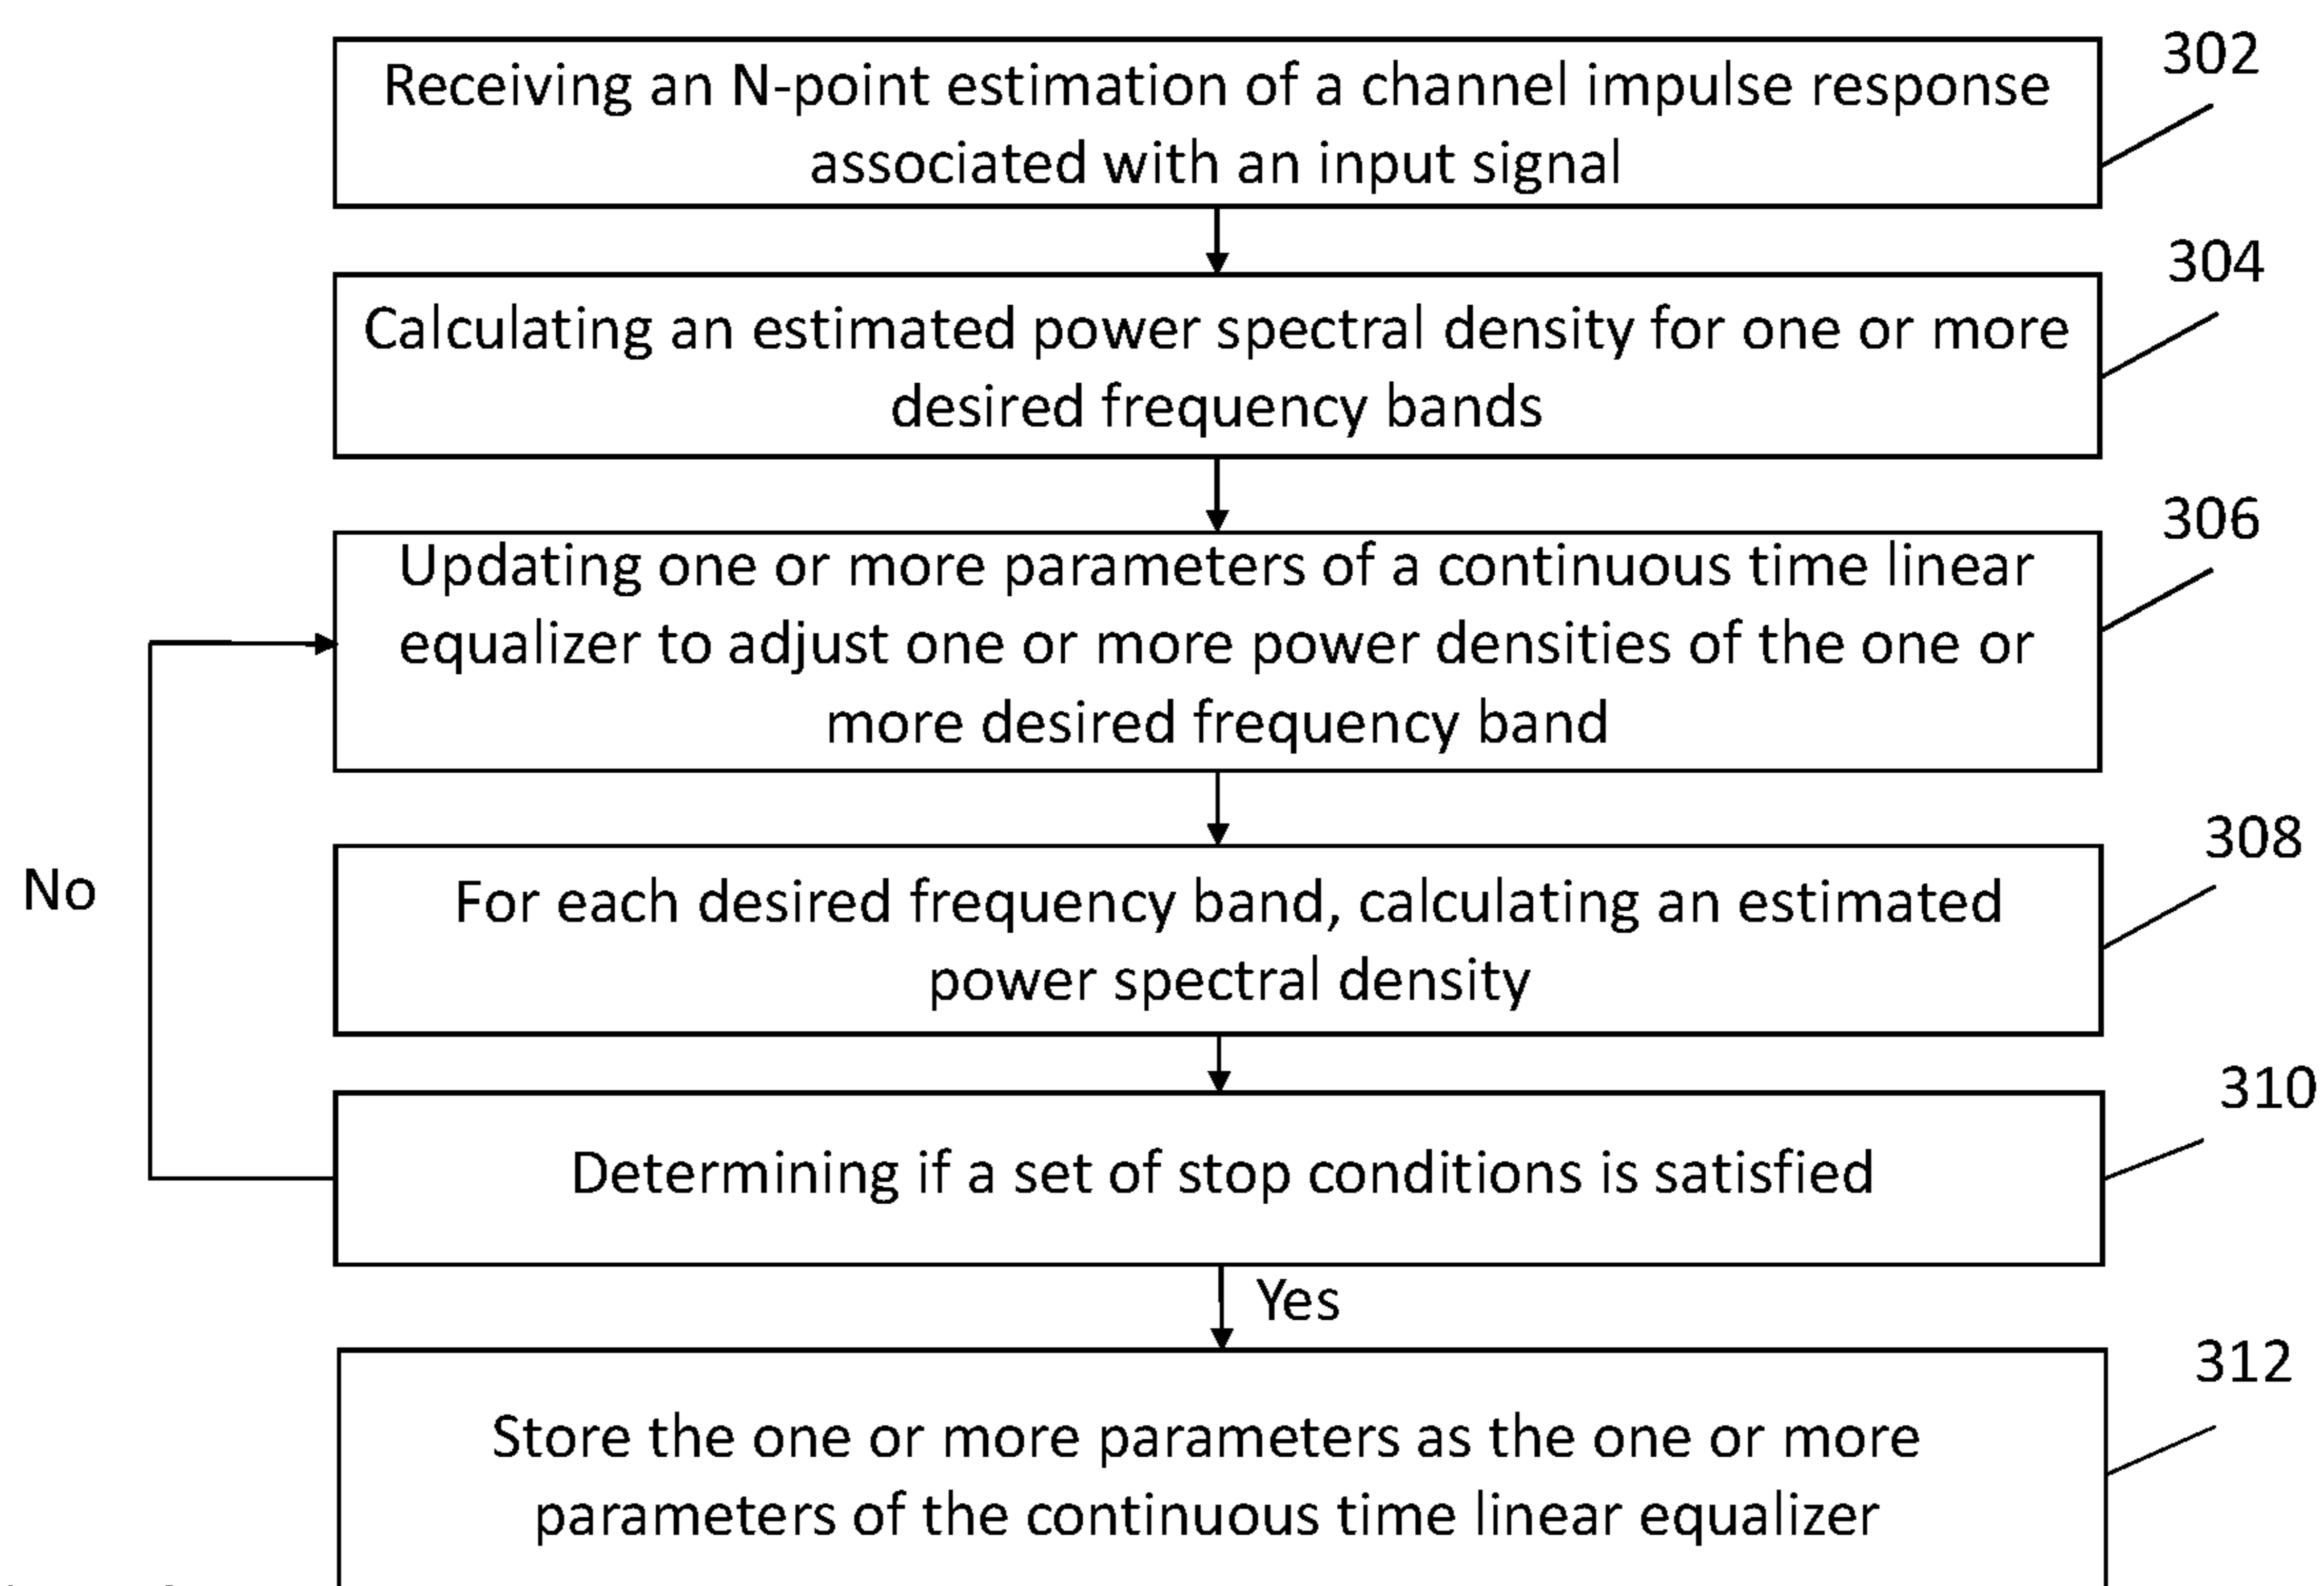 302
Receiving an N-point estimation of a channel impulse response
associated with an input signal
304
Calculating an estimated power spectral density for one or more
desired frequency bands
306
Updating one or more parameters of a continuous time linear
equalizer to adjust one or more power densities of the one or
more desired frequency band
308
No
For each desired frequency band, calculating an estimated
power spectral density
310
Determining if a set of stop conditions is satisfied
Yes
312
Store the one or more parameters as the one or more
parameters of the continuous time linear equalizer